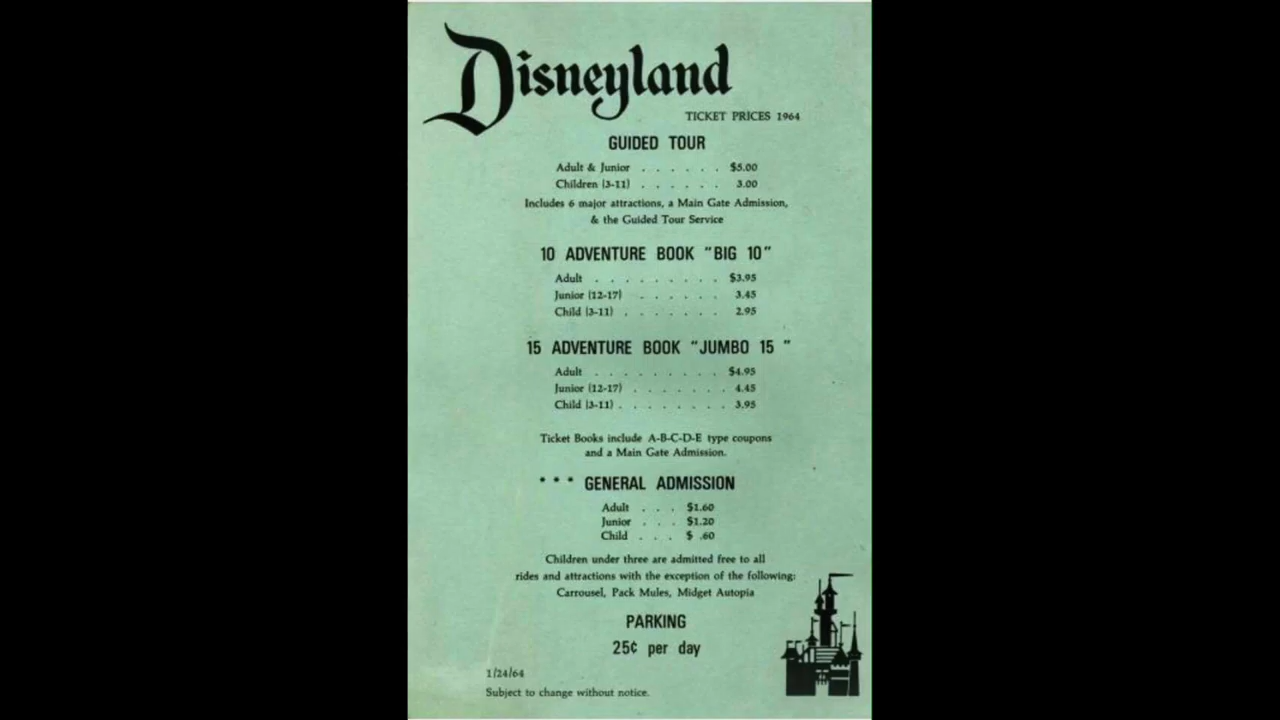 Disneyland
TICKET PRICES 1964
GUIDED TOUR
Adult & Junior . . . . . . $5.00
Children (3-11) . . . . . . 3.00
Includes 6 major attractions, a Main Gate Admission,
& the Guided Tour Service
10 ADVENTURE BOOK "BIG 10"
Adult . . . . . . . . . $3.95
Junior (12-17) . . . . . . 3.45
Child (3-11) . . . . . . . 2.95
15 ADVENTURE BOOK "JUMBO 15 "
Adult . . . . . . . . . $4.95
Junior (12-17) . . . . . . . 4.45
Child (3-11) . . . . . . . . 3.95
Ticket Books include A-B-C-D-E type coupons
and a Main Gate Admission.
* * * GENERAL ADMISSION
Adult . . . $1.60
Junior . . . $1.20
Child . . . $ .60
Children under three are admitted free to all
rides and attractions with the exception of the following:
Carrousel, Pack Mules, Midget Autopia
PARKING
25¢ per day
1/24/64
Subject to change without notice.